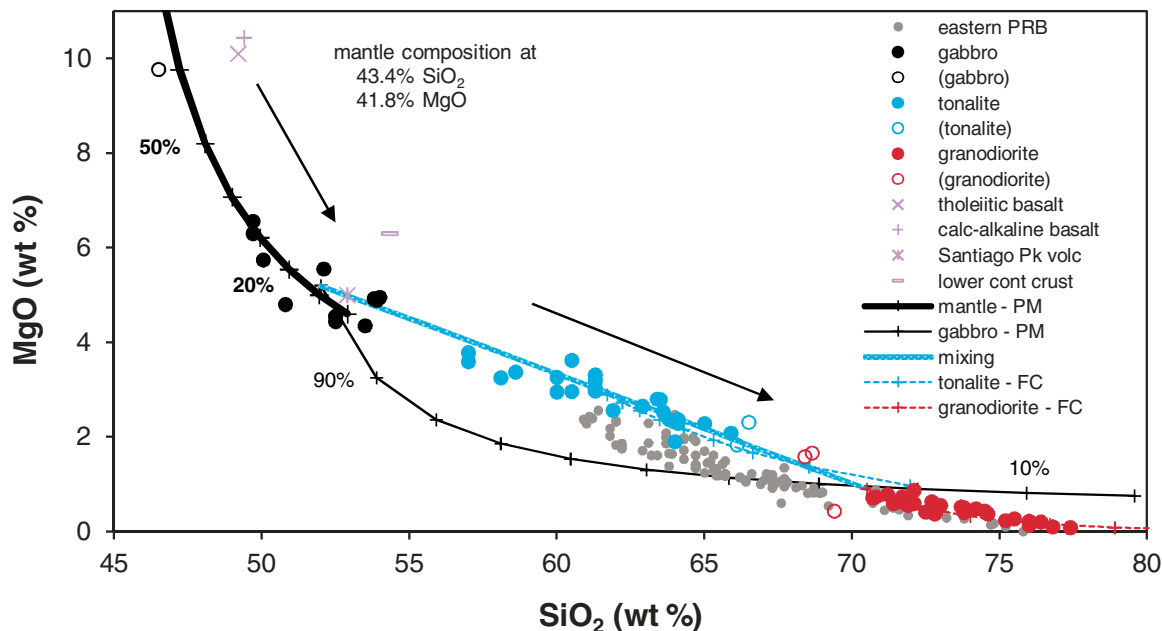 10
8
6
4
2
0
MgO (wt %)
45
50
55
60
65
70
75
80
SiO₂ (wt %)
mantle composition at
43.4% SiO₂
41.8% MgO
50%
20%
90%
10%
eastern PRB
gabbro
(gabbro)
tonalite
(tonalite)
granodiorite
(granodiorite)
tholeiitic basalt
calc-alkaline basalt
Santiago Pk volc
lower cont crust
mantle - PM
gabbro - PM
mixing
tonalite - FC
granodiorite - FC